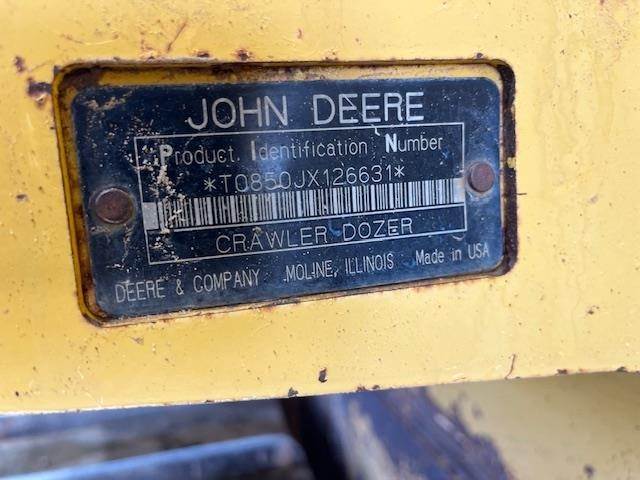 JOHN DEERE
Product Identification Number
*T0850JX126631*
CRAWLER DOZER
DEERE & COMPANY MOLINE, ILLINOIS Made in USA